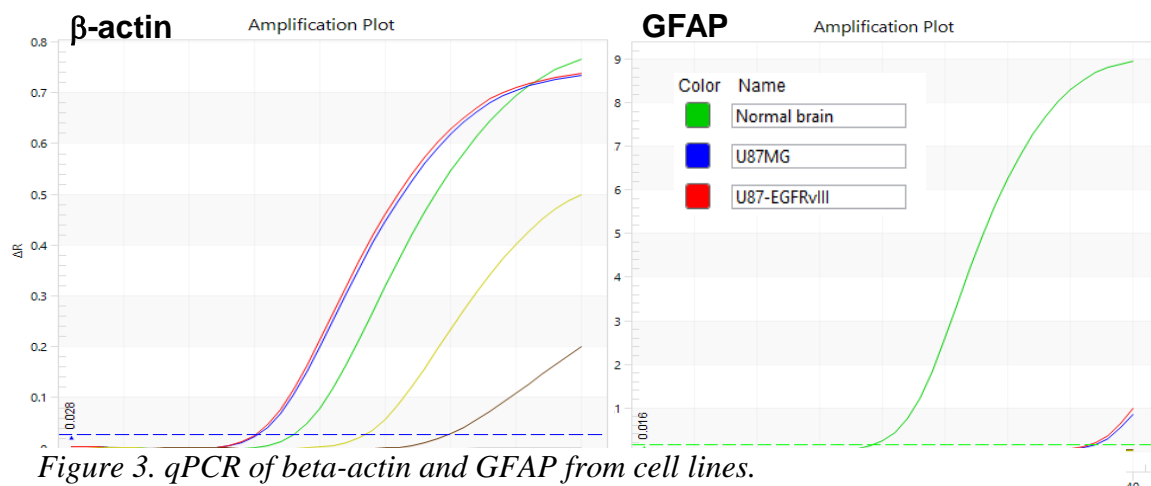 β-actin
Amplification Plot
0.8
0.7
0.6
0.5
0.4
0.3
0.2
0.1
ΔR
0.028
GFAP
Amplification Plot
9
8
7
6
5
4
3
2
.1
0.016
Color Name
Normal brain
U87MG
U87-EGFRvIII
Figure 3. qPCR of beta-actin and GFAP from cell lines.